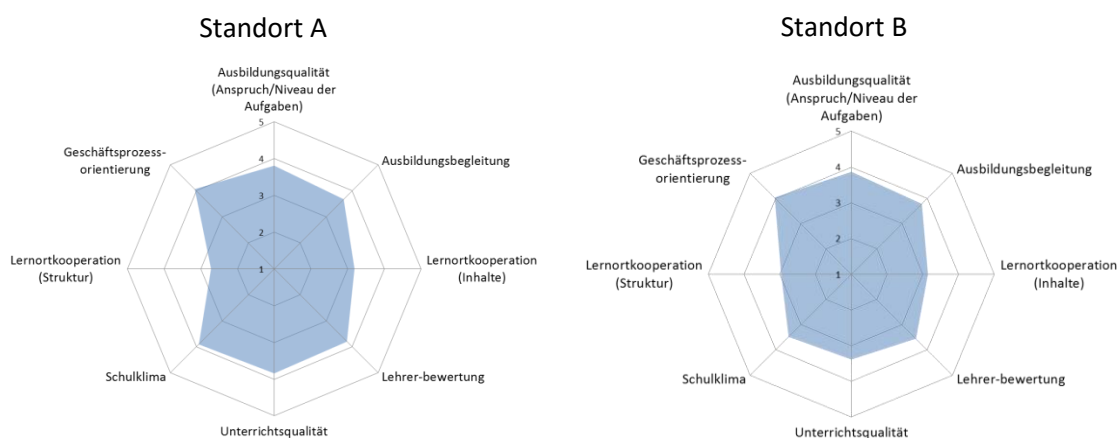 Standort A
Ausbildungsqualität
(Anspruch/Niveau der
Aufgaben)
5
4
3
2
1
Ausbildungsbegleitung
Lernortkooperation
(Inhalte)
Lehrer-bewertung
Unterrichtsqualität
Schulklima
Lernortkooperation
(Struktur)
Geschäftsprozess-
orientierung
Standort B
Ausbildungsqualität
(Anspruch/Niveau der
Aufgaben)
5
4
3
2
1
Ausbildungsbegleitung
Lernortkooperation
(Inhalte)
Lehrer-bewertung
Unterrichtsqualität
Schulklima
Lernortkooperation
(Struktur)
Geschäftsprozess-
orientierung